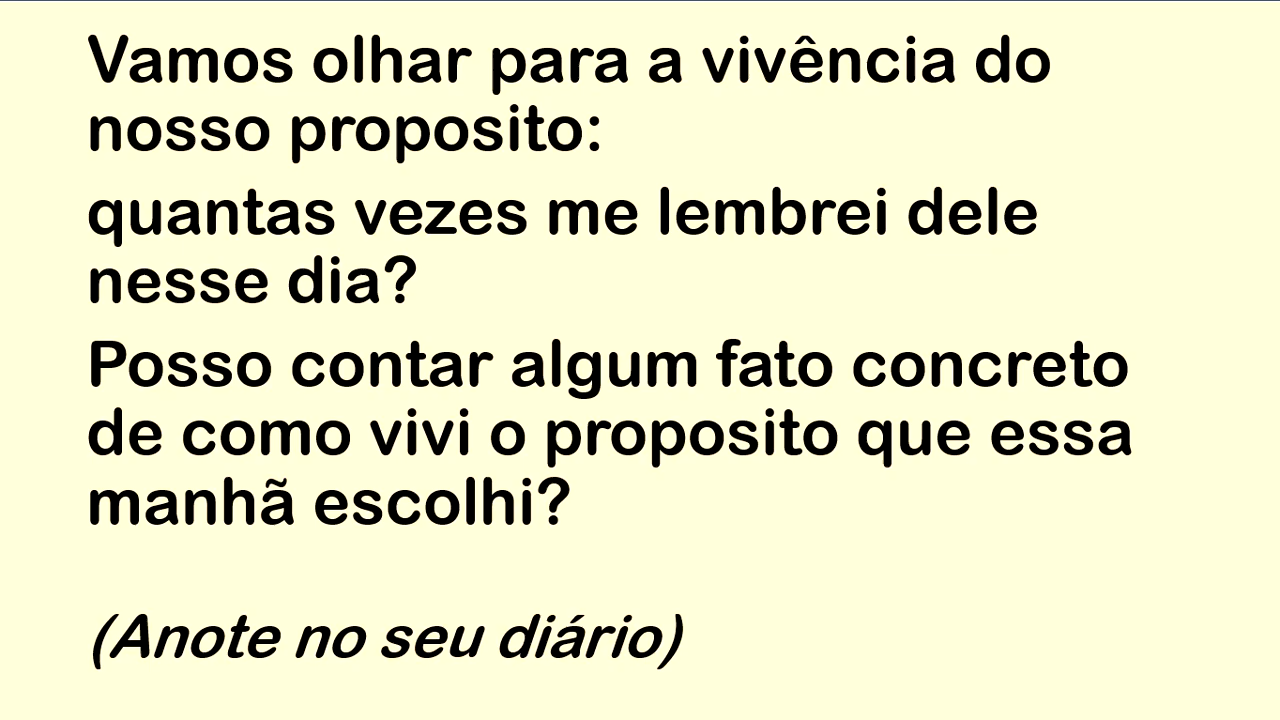 Vamos olhar para a vivência do
nosso proposito:
quantas vezes me lembrei dele
nesse dia?
Posso contar algum fato concreto
de como vivi o proposito que essa
manhã escolhi?
(Anote no seu diário)